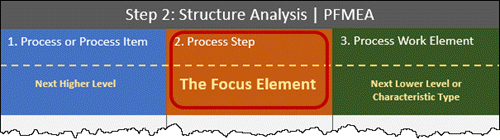 Step 2: Structure Analysis | PFMEA
1. Process or Process Item
Next Higher Level
2. Process Step
The Focus Element
3. Process Work Element
Next Lower Level or
Characteristic Type